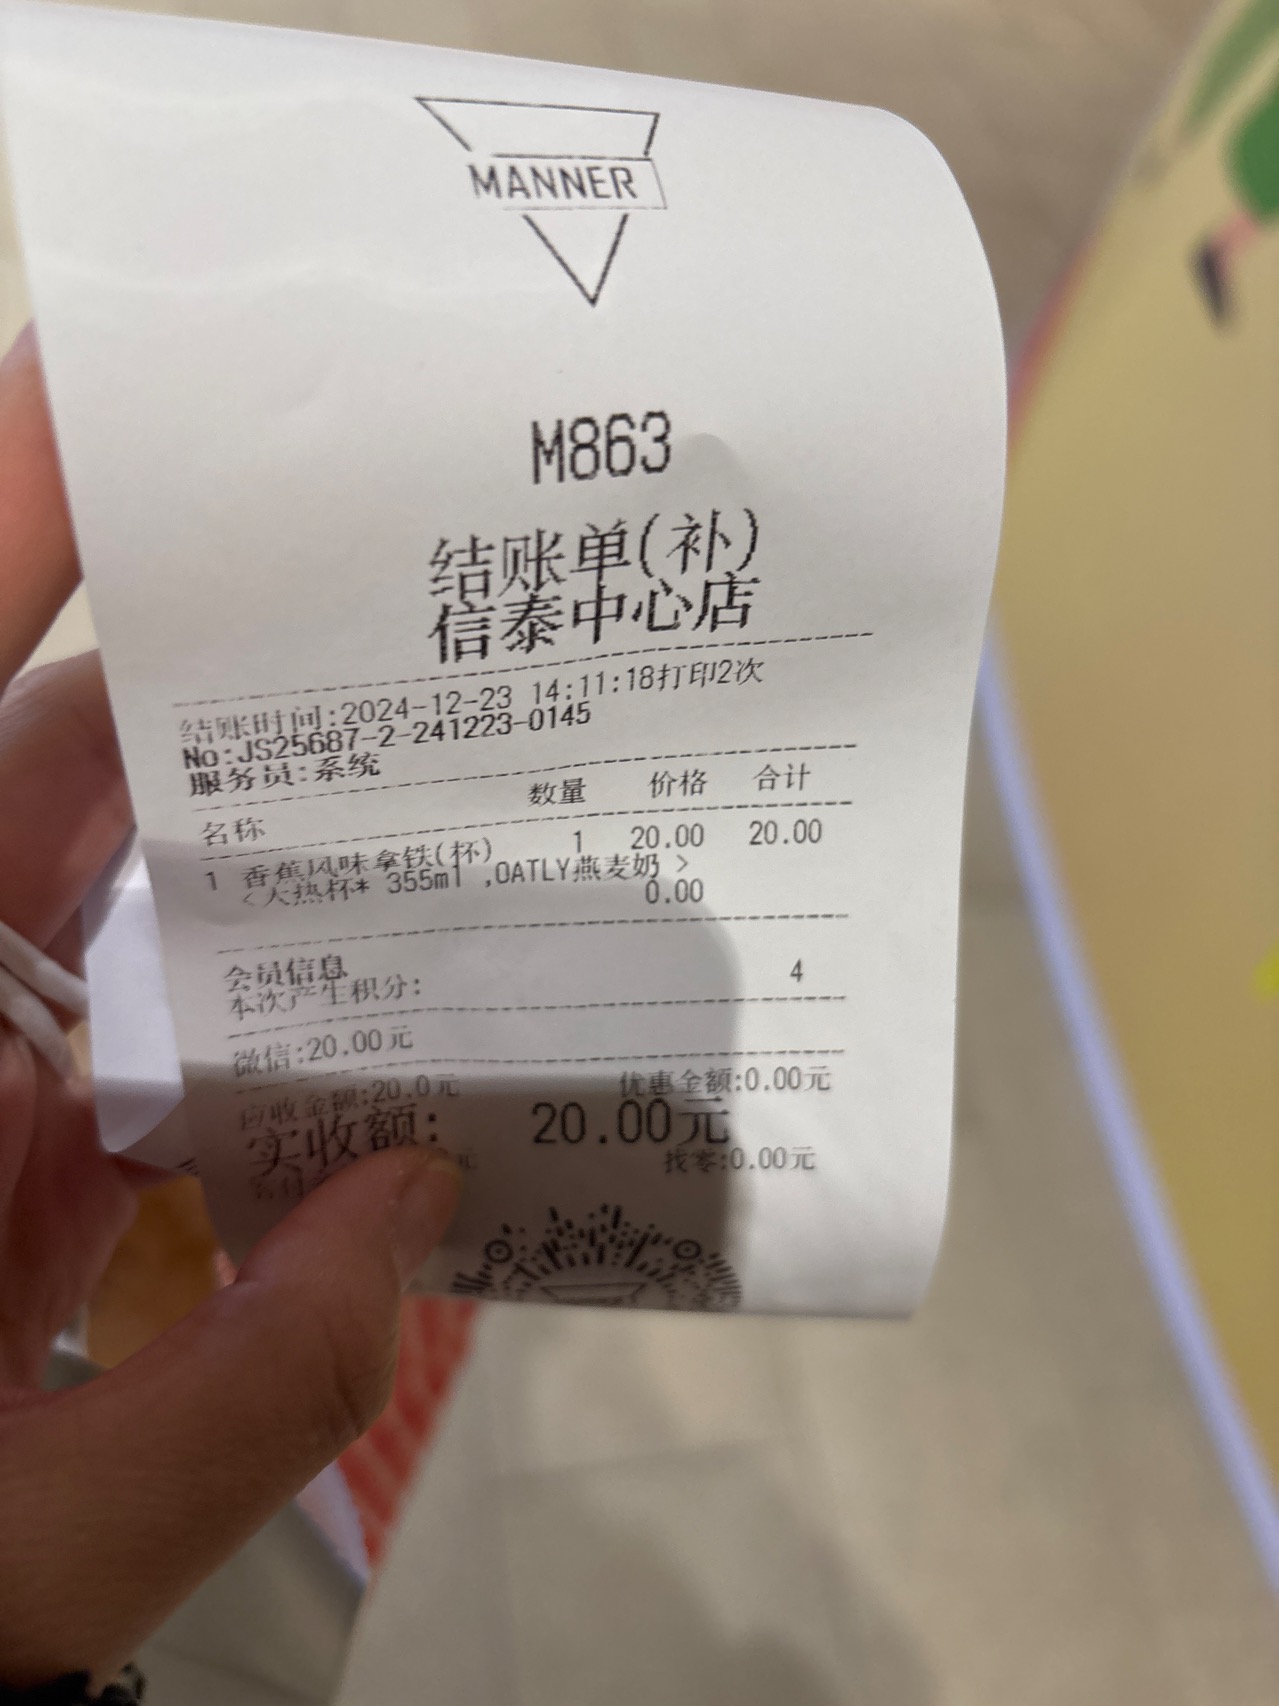 MANNER
M863
结账单(补)
信泰中心店
结账时间:2024-12-23 14:11:18打印2次
No:JS25687-2-241223-0145
服务员:系统
名称 数量 价格 合计
1 香蕉风味拿铁(杯) 1 20.00 20.00
<大热杯* 355ml ,OATLY燕麦奶 >
0.00
会员信息
本次产生积分: 4
微信:20.00元
应收金额:20.0元 优惠金额:0.00元
实收额: 20.00元
元 找零:0.00元